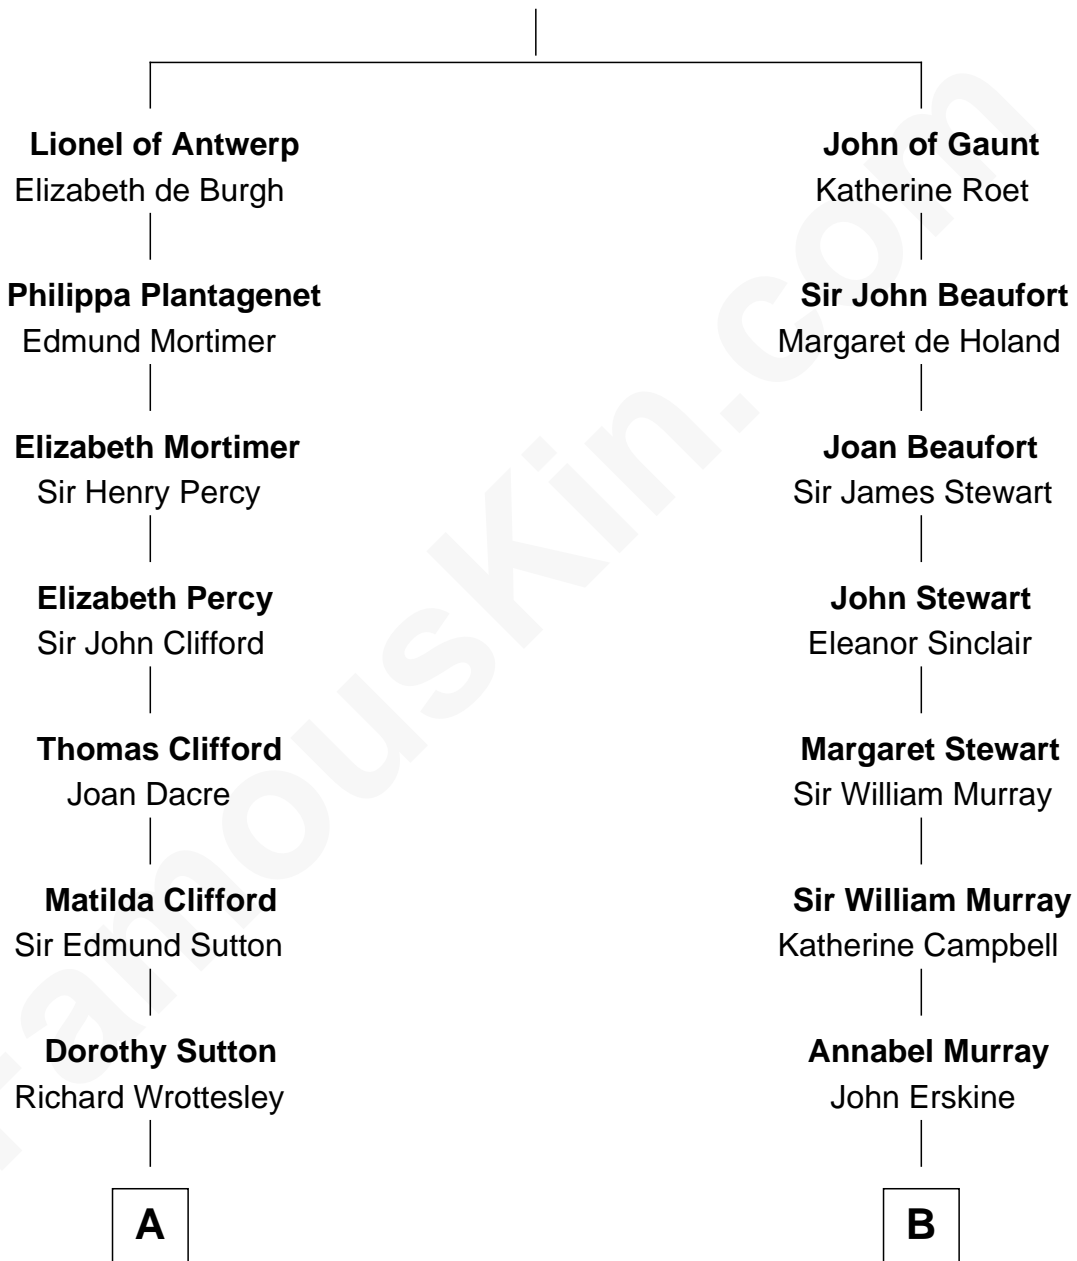 Lionel of Antwerp
Elizabeth de Burgh
Philippa Plantagenet
Edmund Mortimer
Elizabeth Mortimer
Sir Henry Percy
Elizabeth Percy
Sir John Clifford
Thomas Clifford
Joan Dacre
Matilda Clifford
Sir Edmund Sutton
Dorothy Sutton
Richard Wrottesley
A
John of Gaunt
Katherine Roet
Sir John Beaufort
Margaret de Holand
Joan Beaufort
Sir James Stewart
John Stewart
Eleanor Sinclair
Margaret Stewart
Sir William Murray
Sir William Murray
Katherine Campbell
Annabel Murray
John Erskine
B
FamousKin.com